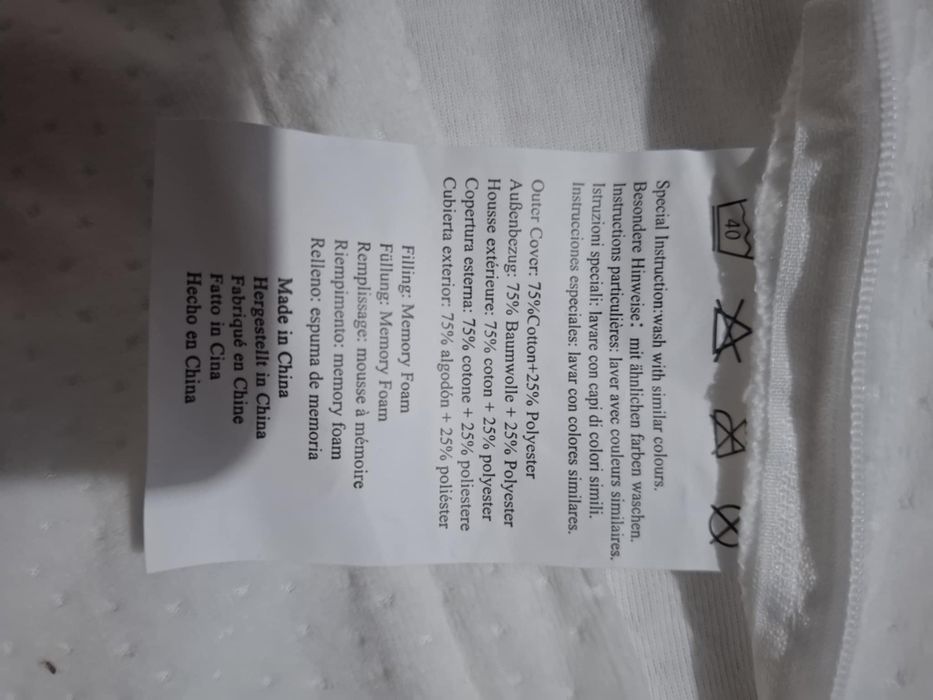 40
Special Instruction:wash with similar colours.
Besondere Hinweise: mit ähnlichen farben waschen.
Instructions particulières: laver avec couleurs similaires.
Istruzioni speciali: lavare con capi di colori simili.
Instrucciones especiales: lavar con colores similares.
Outer Cover: 75%Cotton+25% Polyester
Außenbezug: 75% Baumwolle + 25% Polyester
Housse extérieure: 75% coton + 25% polyester
Copertura esterna: 75% cotone + 25% poliestere
Cubierta exterior: 75% algodón + 25% poliéster
Filling: Memory Foam
Füllung: Memory Foam
Remplissage: mousse à mémoire
Riempimento: memory foam
Relleno: espuma de memoria
Made in China
Hergestellt in China
Fabriqué en Chine
Fatto in Cina
Hecho en China